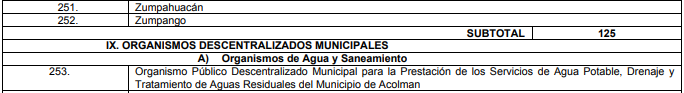 251. Zumpahuacán
252. Zumpango
SUBTOTAL 125
IX. ORGANISMOS DESCENTRALIZADOS MUNICIPALES
A) Organismos de Agua y Saneamiento
253. Organismo Público Descentralizado Municipal para la Prestación de los Servicios de Agua Potable, Drenaje y
Tratamiento de Aguas Residuales del Municipio de Acolman